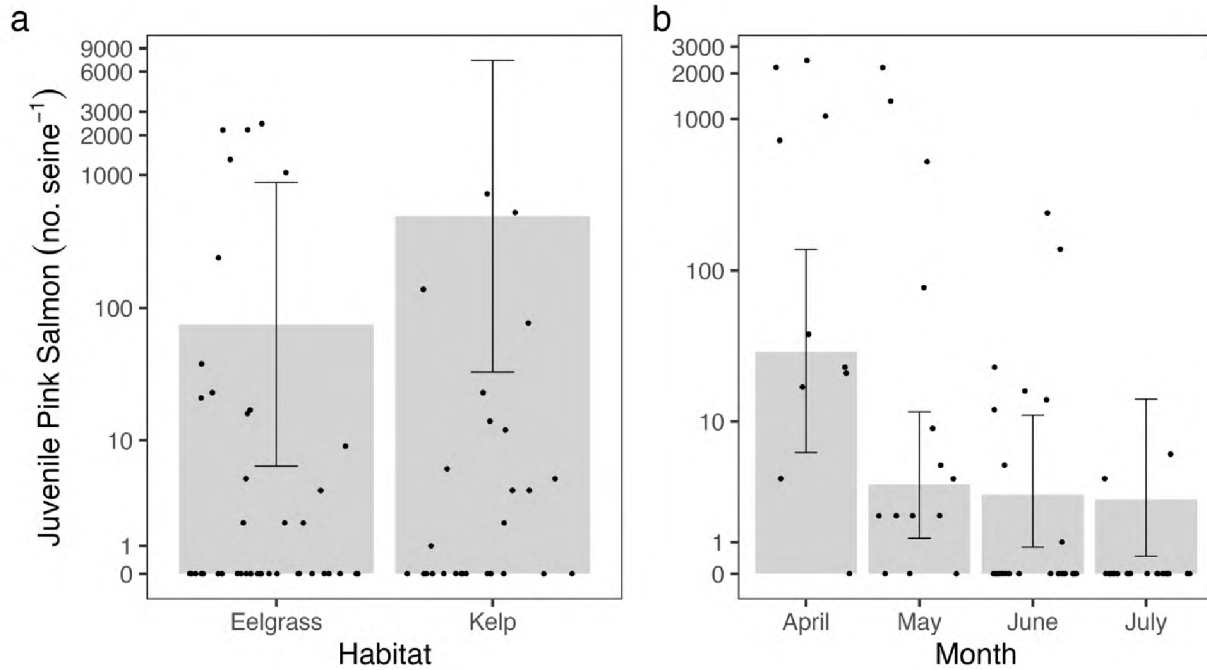 a
b
Juvenile Pink Salmon (no. seine⁻¹)
9000
6000
3000
2000
1000
100
10
1
0
Eelgrass
Kelp
Habitat
3000
2000
1000
100
10
1
0
April
May
June
July
Month